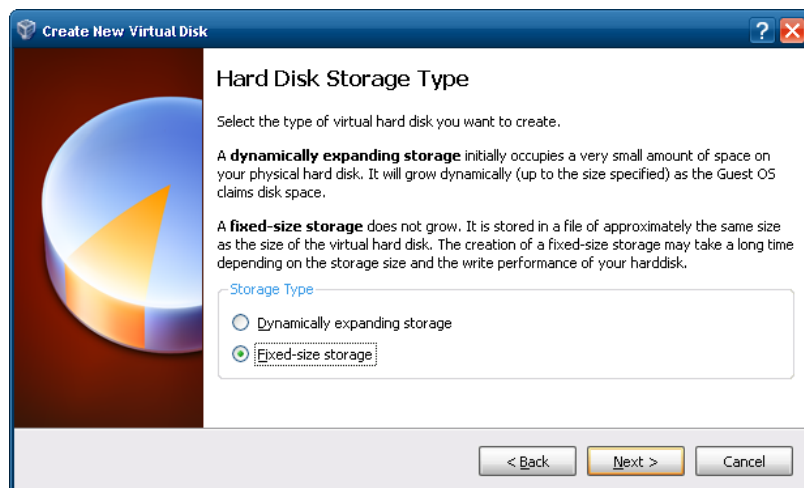 Create New Virtual Disk
Hard Disk Storage Type
Select the type of virtual hard disk you want to create.
A dynamically expanding storage initially occupies a very small amount of space on
your physical hard disk. It will grow dynamically (up to the size specified) as the Guest OS
claims disk space.
A fixed-size storage does not grow. It is stored in a file of approximately the same size
as the size of the virtual hard disk. The creation of a fixed-size storage may take a long time
depending on the storage size and the write performance of your harddisk.
Storage Type
Dynamically expanding storage
Fixed-size storage
< Back Next > Cancel